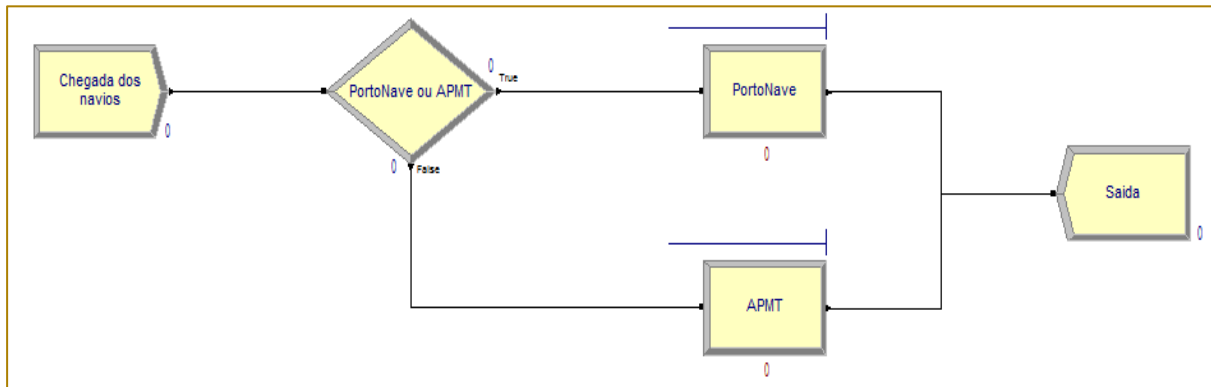 Chegada dos
navios
0
PortoNave ou APMT
0
True
0
False
PortoNave
0
APMT
0
Saida
0